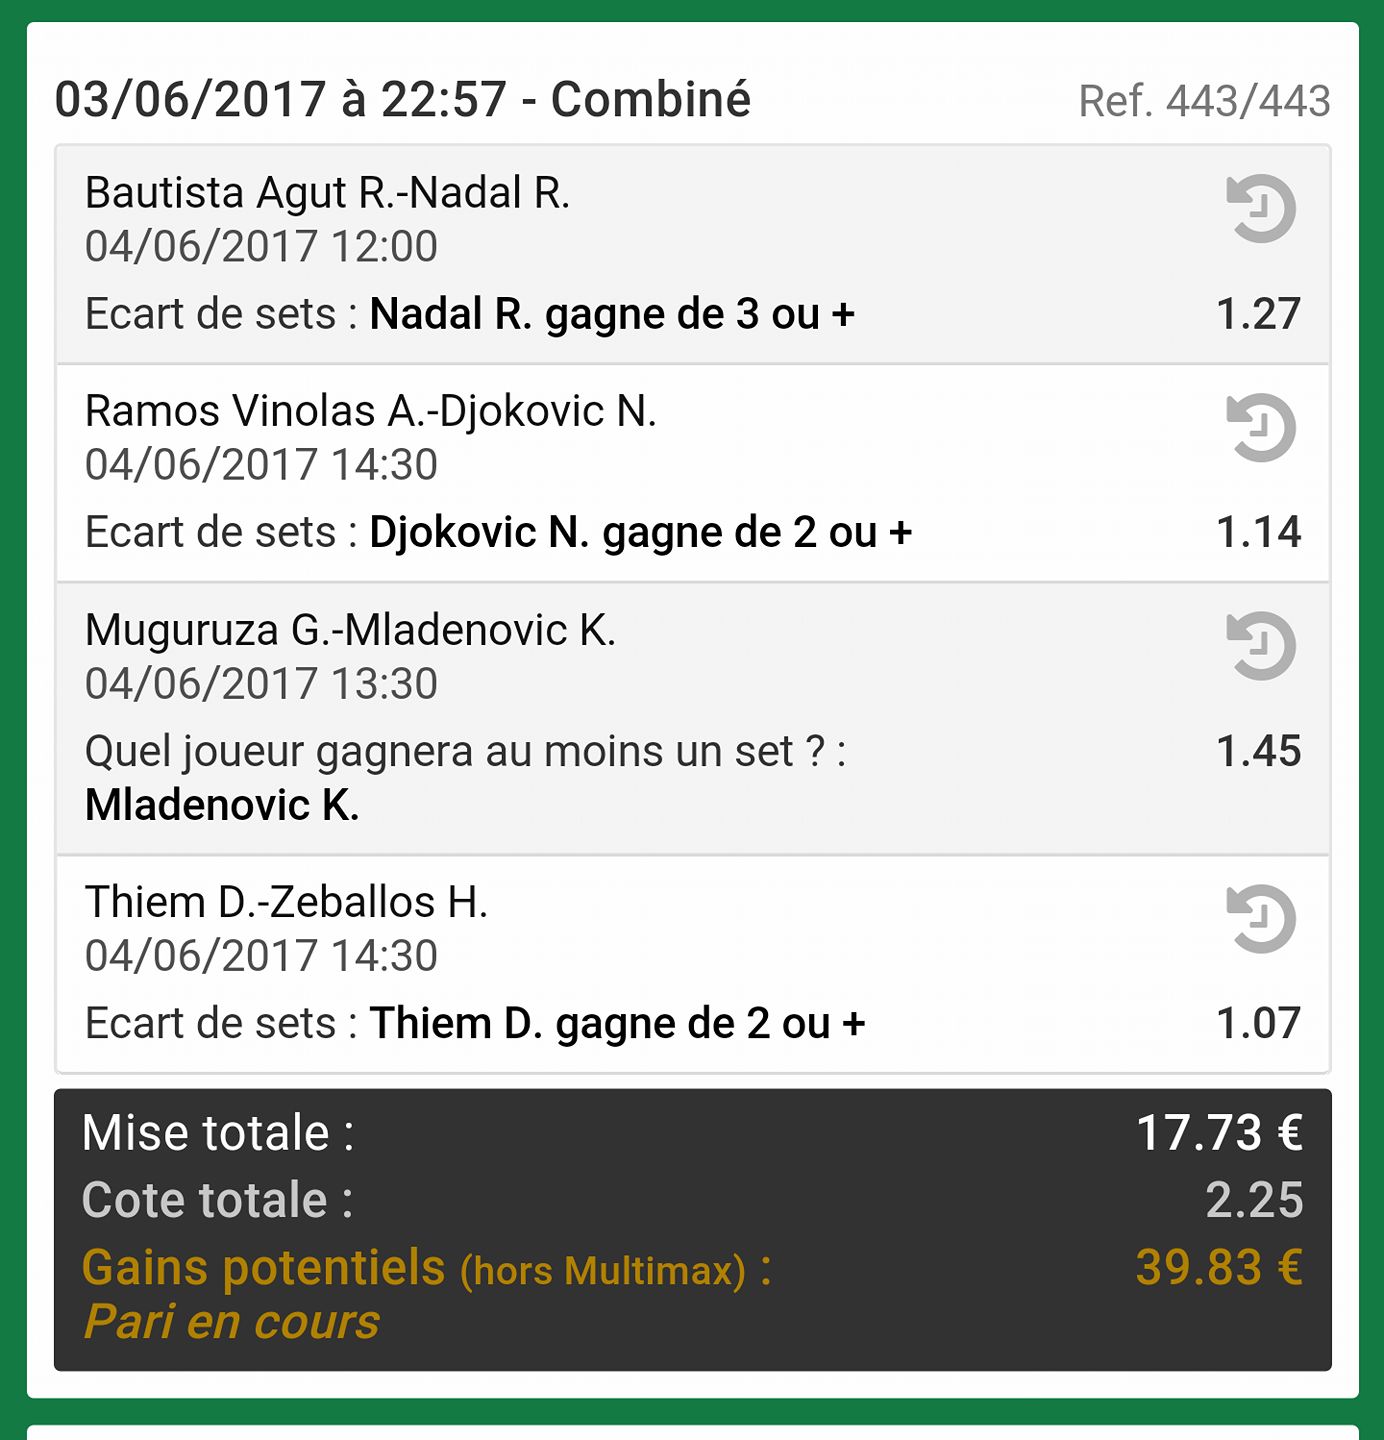 03/06/2017 à 22:57 - Combiné Ref. 443/443
Bautista Agut R.-Nadal R.
04/06/2017 12:00
Ecart de sets : Nadal R. gagne de 3 ou + 1.27
Ramos Vinolas A.-Djokovic N.
04/06/2017 14:30
Ecart de sets : Djokovic N. gagne de 2 ou + 1.14
Muguruza G.-Mladenovic K.
04/06/2017 13:30
Quel joueur gagnera au moins un set ? : 1.45
Mladenovic K.
Thiem D.-Zeballos H.
04/06/2017 14:30
Ecart de sets : Thiem D. gagne de 2 ou + 1.07
Mise totale : 17.73 €
Cote totale : 2.25
Gains potentiels (hors Multimax) : 39.83 €
Pari en cours